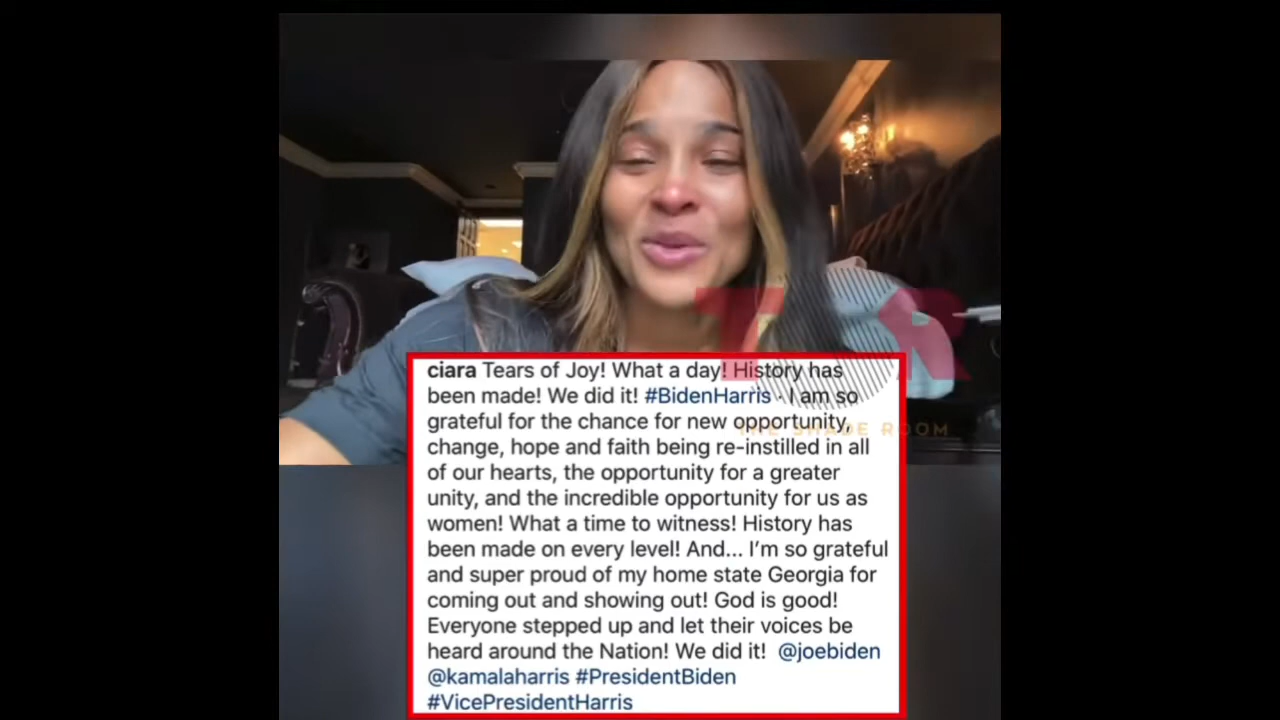 TSR
THE SHADE ROOM
ciara Tears of Joy! What a day! History has
been made! We did it! #BidenHarris · I am so
grateful for the chance for new opportunity,
change, hope and faith being re-instilled in all
of our hearts, the opportunity for a greater
unity, and the incredible opportunity for us as
women! What a time to witness! History has
been made on every level! And... I’m so grateful
and super proud of my home state Georgia for
coming out and showing out! God is good!
Everyone stepped up and let their voices be
heard around the Nation! We did it! @joebiden
@kamalaharris #PresidentBiden
#VicePresidentHarris